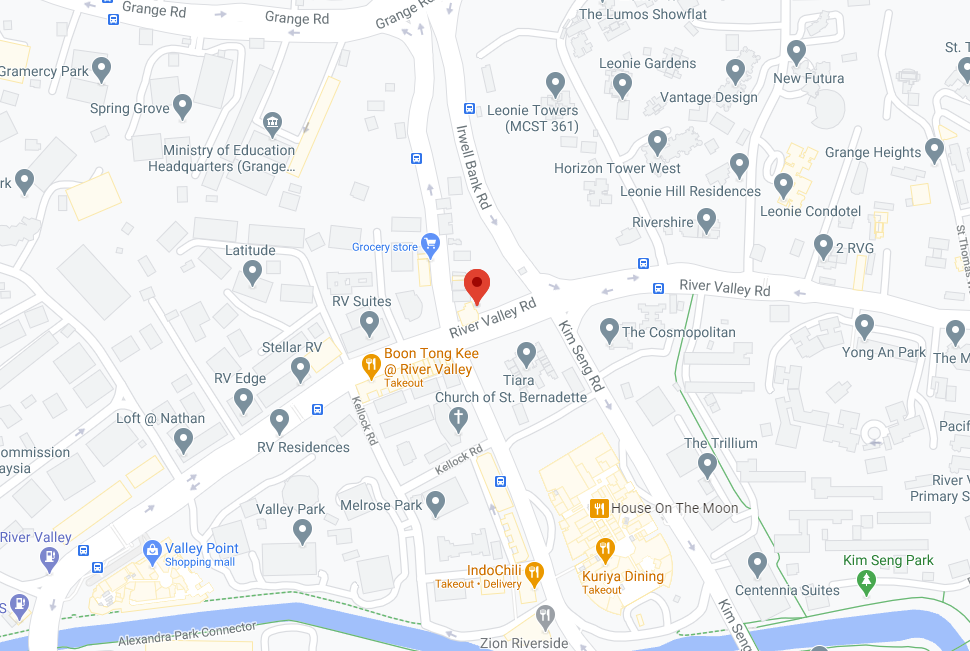 Grange Rd
Grange Rd
Grange Rd
The Lumos Showflat
Gramercy Park
Spring Grove
Leonie Gardens
Vantage Design
New Futura
St. T
Leonie Towers
(MCST 361)
Ministry of Education
Headquarters (Grange...
Irwell Bank Rd
Horizon Tower West
Grange Heights
rk
Leonie Hill Residences
Leonie Condotel
Rivershire
Grocery store
Latitude
2 RVG
St Thomas
River Valley Rd
RV Suites
River Valley Rd
Kim Seng Rd
The Cosmopolitan
Yong An Park
The M
Stellar RV
Boon Tong Kee
@ River Valley
Takeout
RV Edge
Tiara
Church of St. Bernadette
Kellock Rd
Loft @ Nathan
RV Residences
The Trillium
Pacif
ommission
aysia
Kellock Rd
River V
Primary S
Valley Park
Melrose Park
House On The Moon
River Valley
Valley Point
Shopping mall
IndoChili
Takeout • Delivery
Kuriya Dining
Takeout
Kim Seng Park
Centennia Suites
S
Alexandra Park Connector
Zion Riverside
Kim Seng